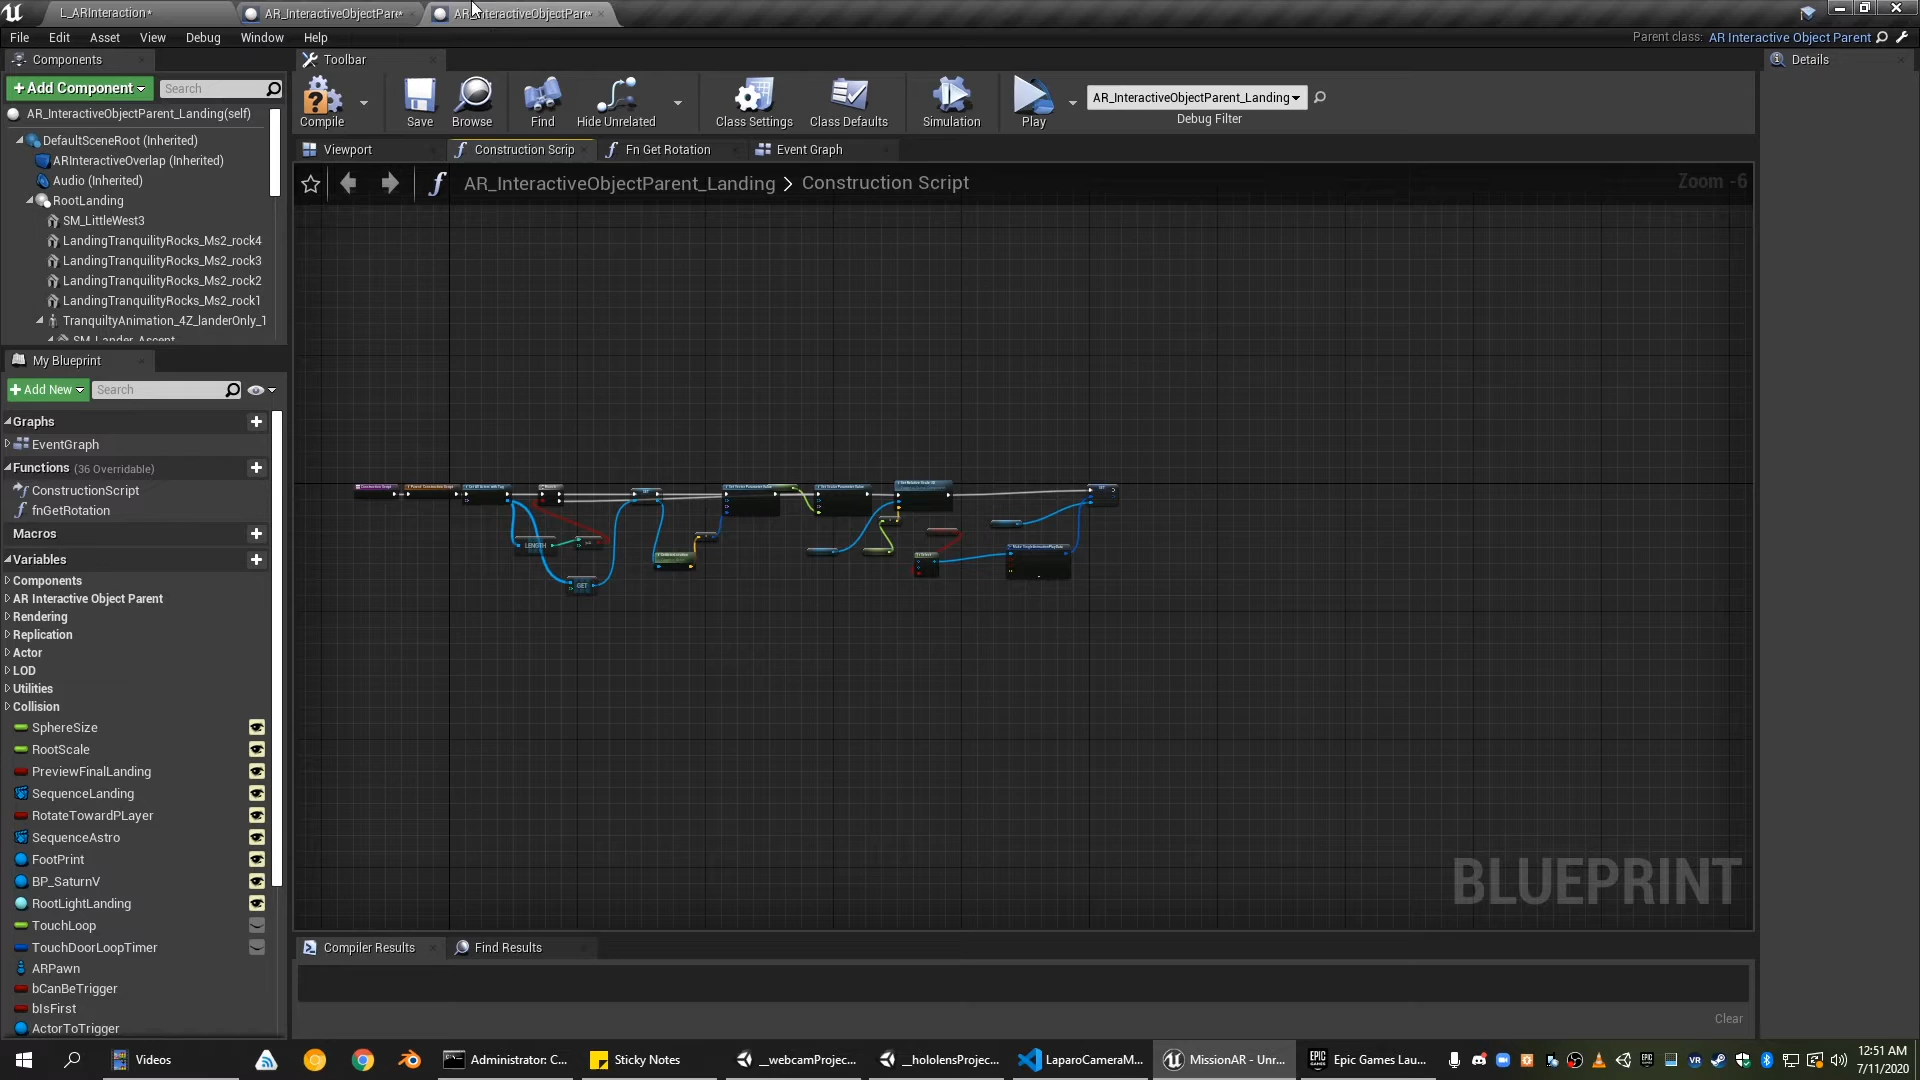 L_ARInteraction*
AR_InteractiveObjectPare*
AR_InteractiveObjectPare*
File Edit Asset View Debug Window Help
Parent class: AR Interactive Object Parent
Components
Toolbar
Details
+Add Component
Search
Compile
Save
Browse
Find
Hide Unrelated
Class Settings
Class Defaults
Simulation
Play
AR_InteractiveObjectParent_Landing
Debug Filter
AR_InteractiveObjectParent_Landing(self)
DefaultSceneRoot (Inherited)
ARInteractiveOverlap (Inherited)
Audio (Inherited)
RootLanding
SM_LittleWest3
LandingTranquilityRocks_Ms2_rock4
LandingTranquilityRocks_Ms2_rock3
LandingTranquilityRocks_Ms2_rock2
LandingTranquilityRocks_Ms2_rock1
TranquiltyAnimation_4Z_landerOnly_1
SM_Lander_Ascent
Viewport
Construction Scrip
Fn Get Rotation
Event Graph
AR_InteractiveObjectParent_Landing > Construction Script
Zoom -6
My Blueprint
+Add New
Search
Graphs
EventGraph
Functions (36 Overridable)
ConstructionScript
fnGetRotation
Macros
Variables
Components
AR Interactive Object Parent
Rendering
Replication
Actor
LOD
Utilities
Collision
SphereSize
RootScale
PreviewFinalLanding
SequenceLanding
RotateTowardPLayer
SequenceAstro
FootPrint
BP_SaturnV
RootLightLanding
TouchLoop
TouchDoorLoopTimer
ARPawn
bCanBeTrigger
bIsFirst
ActorToTrigger
LENGTH
GET
BLUEPRINT
Compiler Results
Find Results
Clear
Videos
Administrator: C...
Sticky Notes
__webcamProjec...
__hololensProjec...
LaparoCameraM...
MissionAR - Unr...
Epic Games Lau...
12:51 AM
7/11/2020